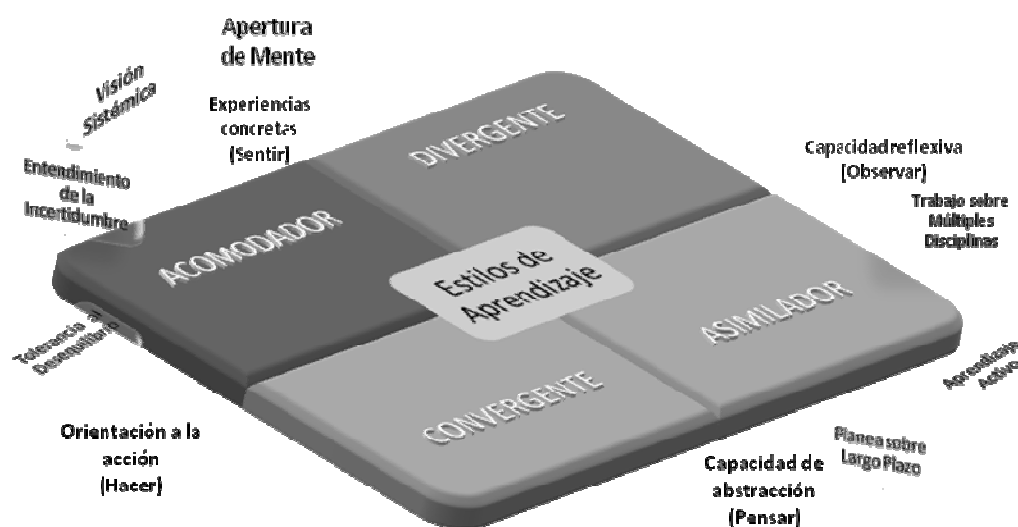 Apertura
de Mente
Visión
Sistémica
Experiencias
concretas
(Sentir)
Entendimiento
de la
Incertidumbre
DIVERGENTE
Capacidad reflexiva
(Observar)
Trabajo sobre
Múltiples
Disciplinas
ACOMODADOR
Estilos de
Aprendizaje
ASIMILADOR
Tolerancia al
Desequilibrio
CONVERGENTE
Aprendizaje
Activo
Orientación a la
acción
(Hacer)
Planea sobre
Largo Plazo
Capacidad de
abstracción
(Pensar)